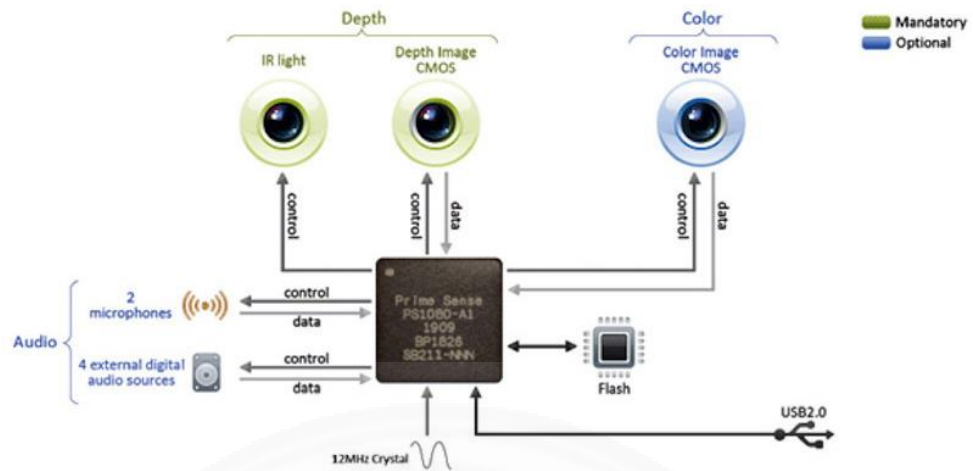 Depth
Color
Mandatory
Optional
IR light
Depth Image
CMOS
Color Image
CMOS
control
control
data
control
data
Prime Sense
PS1080-A1
1909
BP1826
SB211-NNN
Audio
2
microphones
control
data
4 external digital
audio sources
control
data
Flash
USB2.0
12MHz Crystal